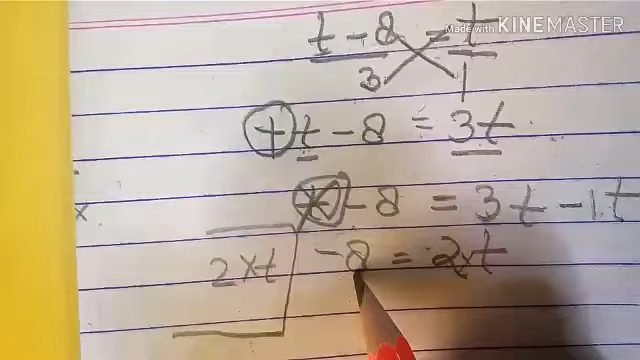 Made with KINEMASTER
t - 8 = t
3 1
+ t - 8 = 3t
- 8 = 3t - 1t
2xt - 8 = 2xt
x